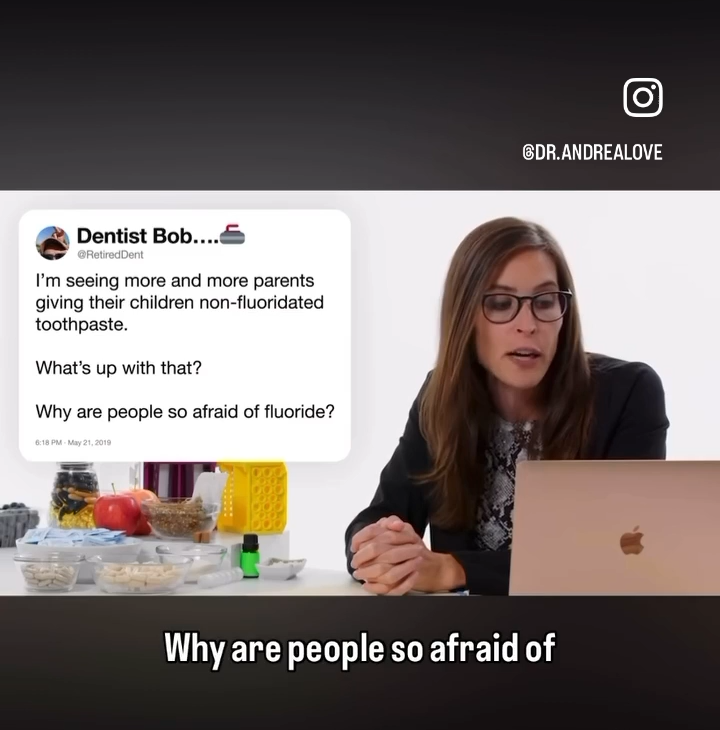 @DR.ANDREALOVE
Dentist Bob....
@RetiredDent
I'm seeing more and more parents
giving their children non-fluoridated
toothpaste.
What's up with that?
Why are people so afraid of fluoride?
6:18 PM · May 21, 2019
Why are people so afraid of